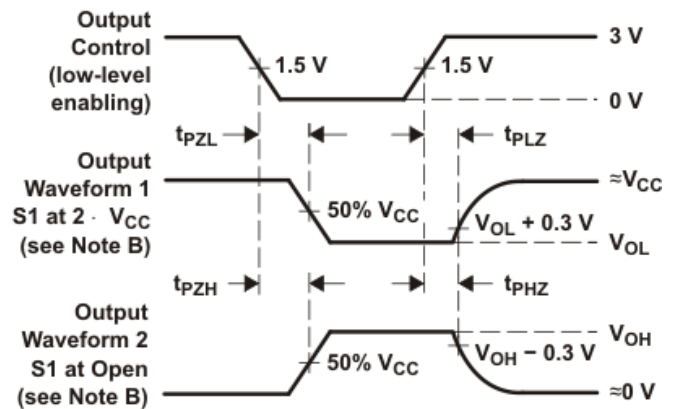 Output
Control
(low-level
enabling)
3 V
1.5 V
1.5 V
0 V
tPZL
tPLZ
Output
Waveform 1
S1 at 2 · VCC
(see Note B)
≈VCC
50% VCC
VOL + 0.3 V
VOL
tPZH
tPHZ
Output
Waveform 2
S1 at Open
(see Note B)
VOH
50% VCC
VOH − 0.3 V
≈0 V